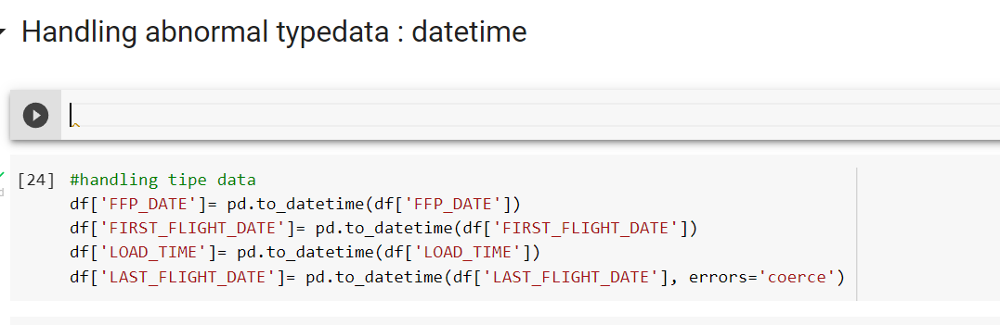 Handling abnormal typedata : datetime
[24] #handling tipe data
df['FFP_DATE']= pd.to_datetime(df['FFP_DATE'])
df['FIRST_FLIGHT_DATE']= pd.to_datetime(df['FIRST_FLIGHT_DATE'])
df['LOAD_TIME']= pd.to_datetime(df['LOAD_TIME'])
df['LAST_FLIGHT_DATE']= pd.to_datetime(df['LAST_FLIGHT_DATE'], errors='coerce')